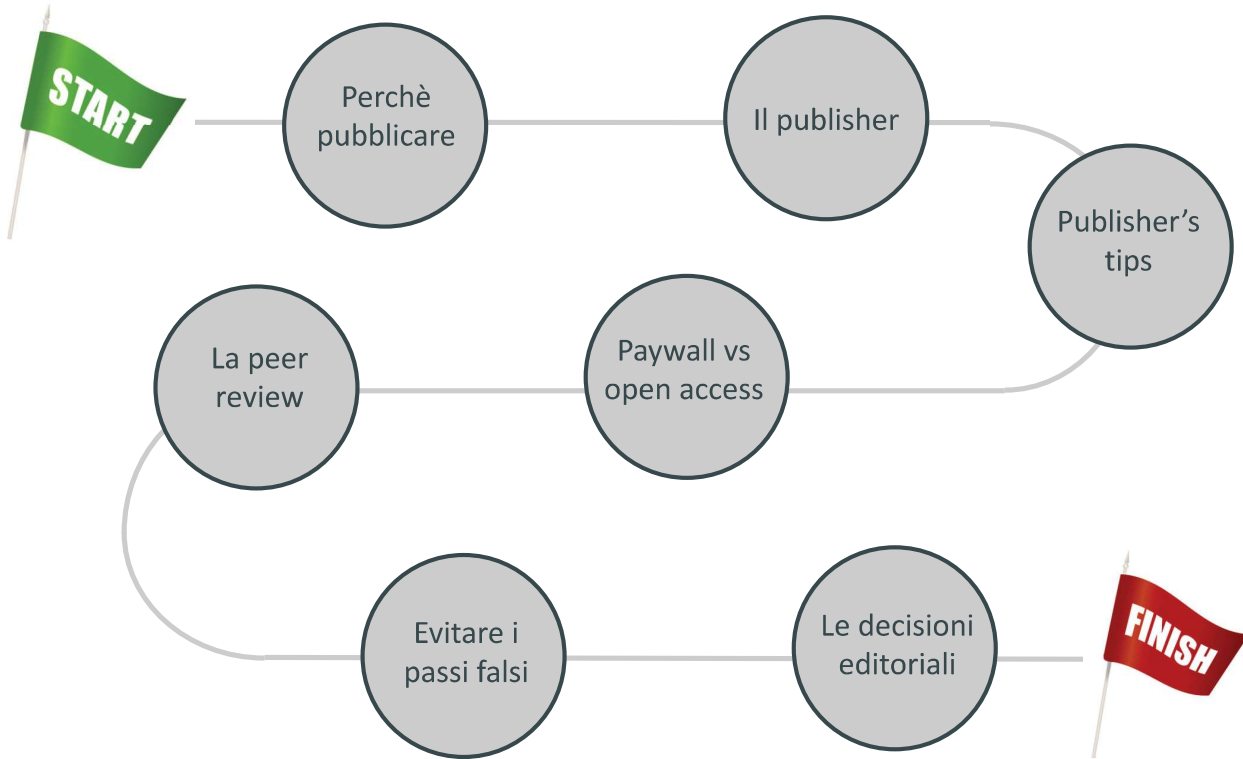 START
Perchè
pubblicare
Il publisher
Publisher's
tips
Paywall vs
open access
La peer
review
Evitare i
passi falsi
Le decisioni
editoriali
FINISH